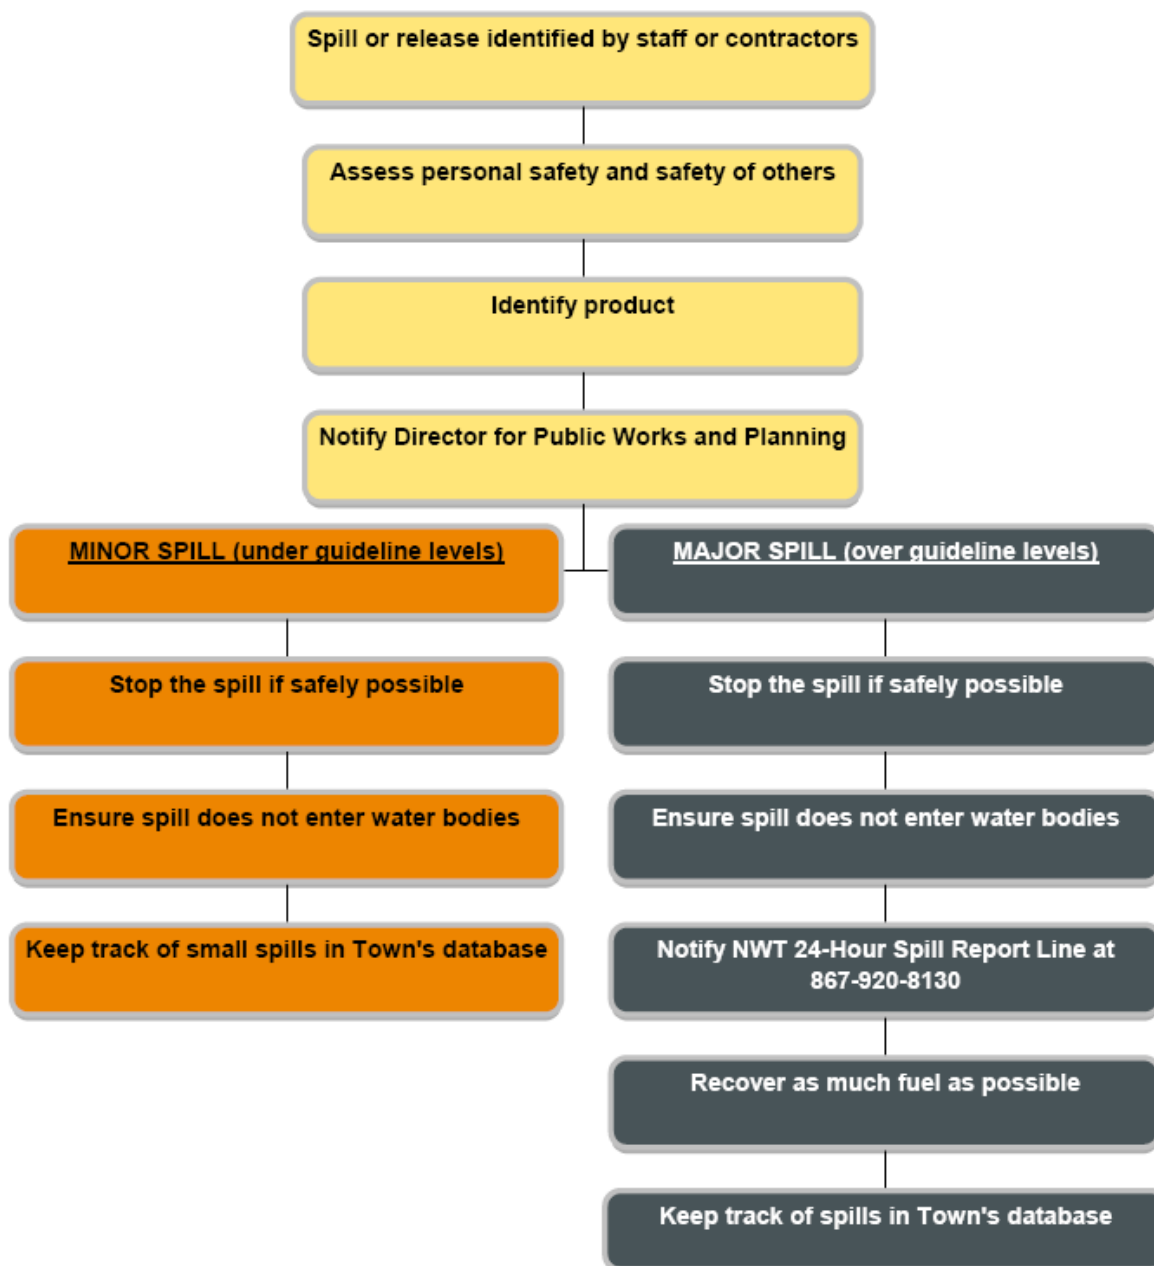 Spill or release identified by staff or contractors
Assess personal safety and safety of others
Identify product
Notify Director for Public Works and Planning
MINOR SPILL (under guideline levels)
Stop the spill if safely possible
Ensure spill does not enter water bodies
Keep track of small spills in Town's database
MAJOR SPILL (over guideline levels)
Stop the spill if safely possible
Ensure spill does not enter water bodies
Notify NWT 24-Hour Spill Report Line at
867-920-8130
Recover as much fuel as possible
Keep track of spills in Town's database